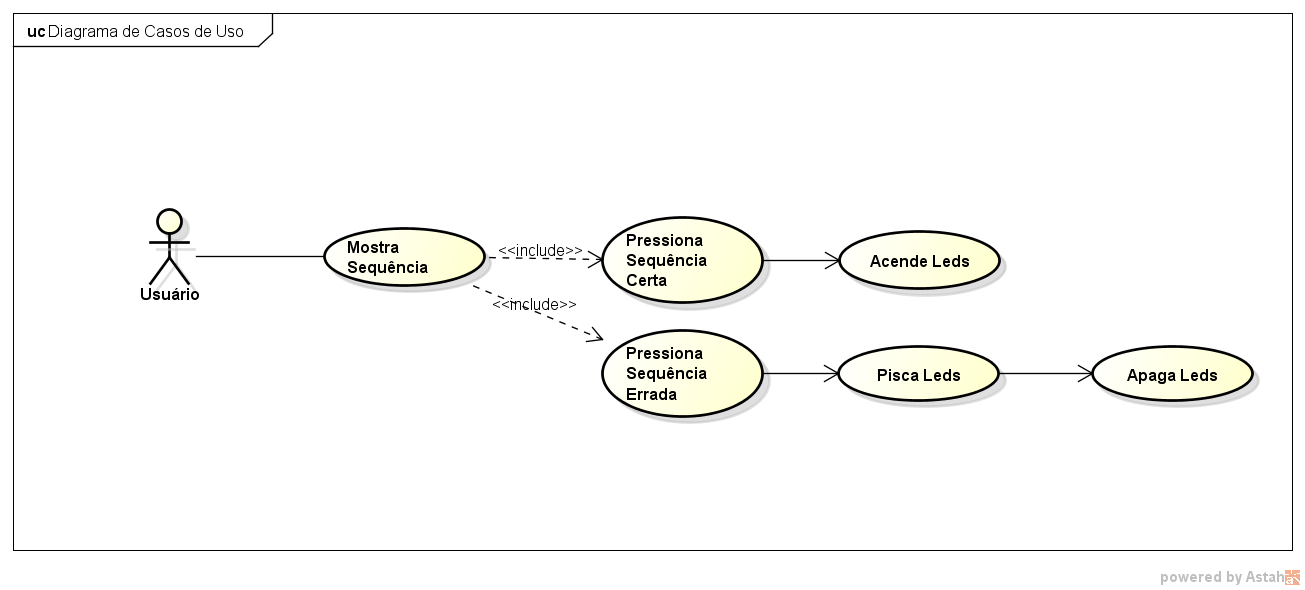 uc Diagrama de Casos de Uso
Usuário
Mostra
Sequência
<<include>>
<<include>>
Pressiona
Sequência
Certa
Acende Leds
Pressiona
Sequência
Errada
Pisca Leds
Apaga Leds
powered by Astah